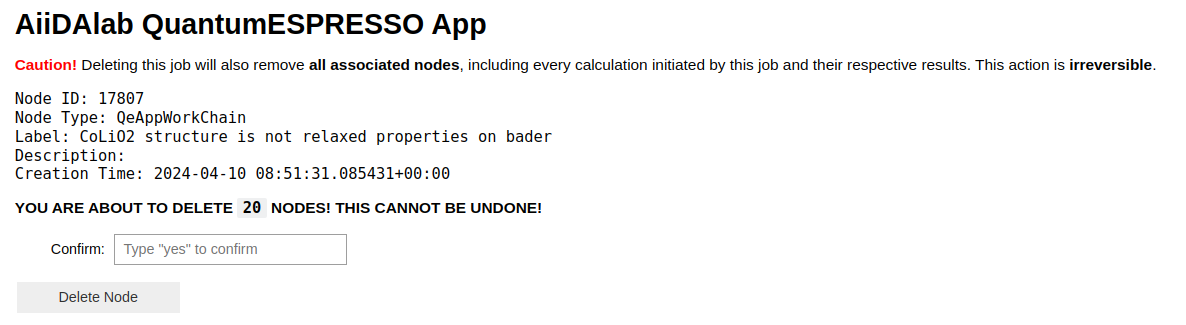 AiiDAlab QuantumESPRESSO App
Caution! Deleting this job will also remove all associated nodes, including every calculation initiated by this job and their respective results. This action is irreversible.
Node ID: 17807
Node Type: QeAppWorkChain
Label: CoLiO2 structure is not relaxed properties on bader
Description:
Creation Time: 2024-04-10 08:51:31.085431+00:00
YOU ARE ABOUT TO DELETE 20 NODES! THIS CANNOT BE UNDONE!
Confirm: Type "yes" to confirm
Delete Node